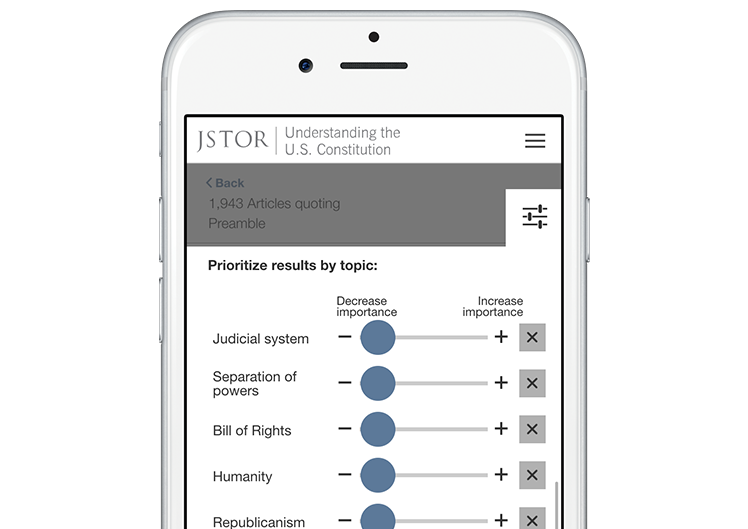 JSTOR
Understanding the
U.S. Constitution
Back
1,943 Articles quoting
Preamble
Prioritize results by topic:
Decrease
importance
Increase
importance
Judicial system
Separation of
powers
Bill of Rights
Humanity
Republicanism